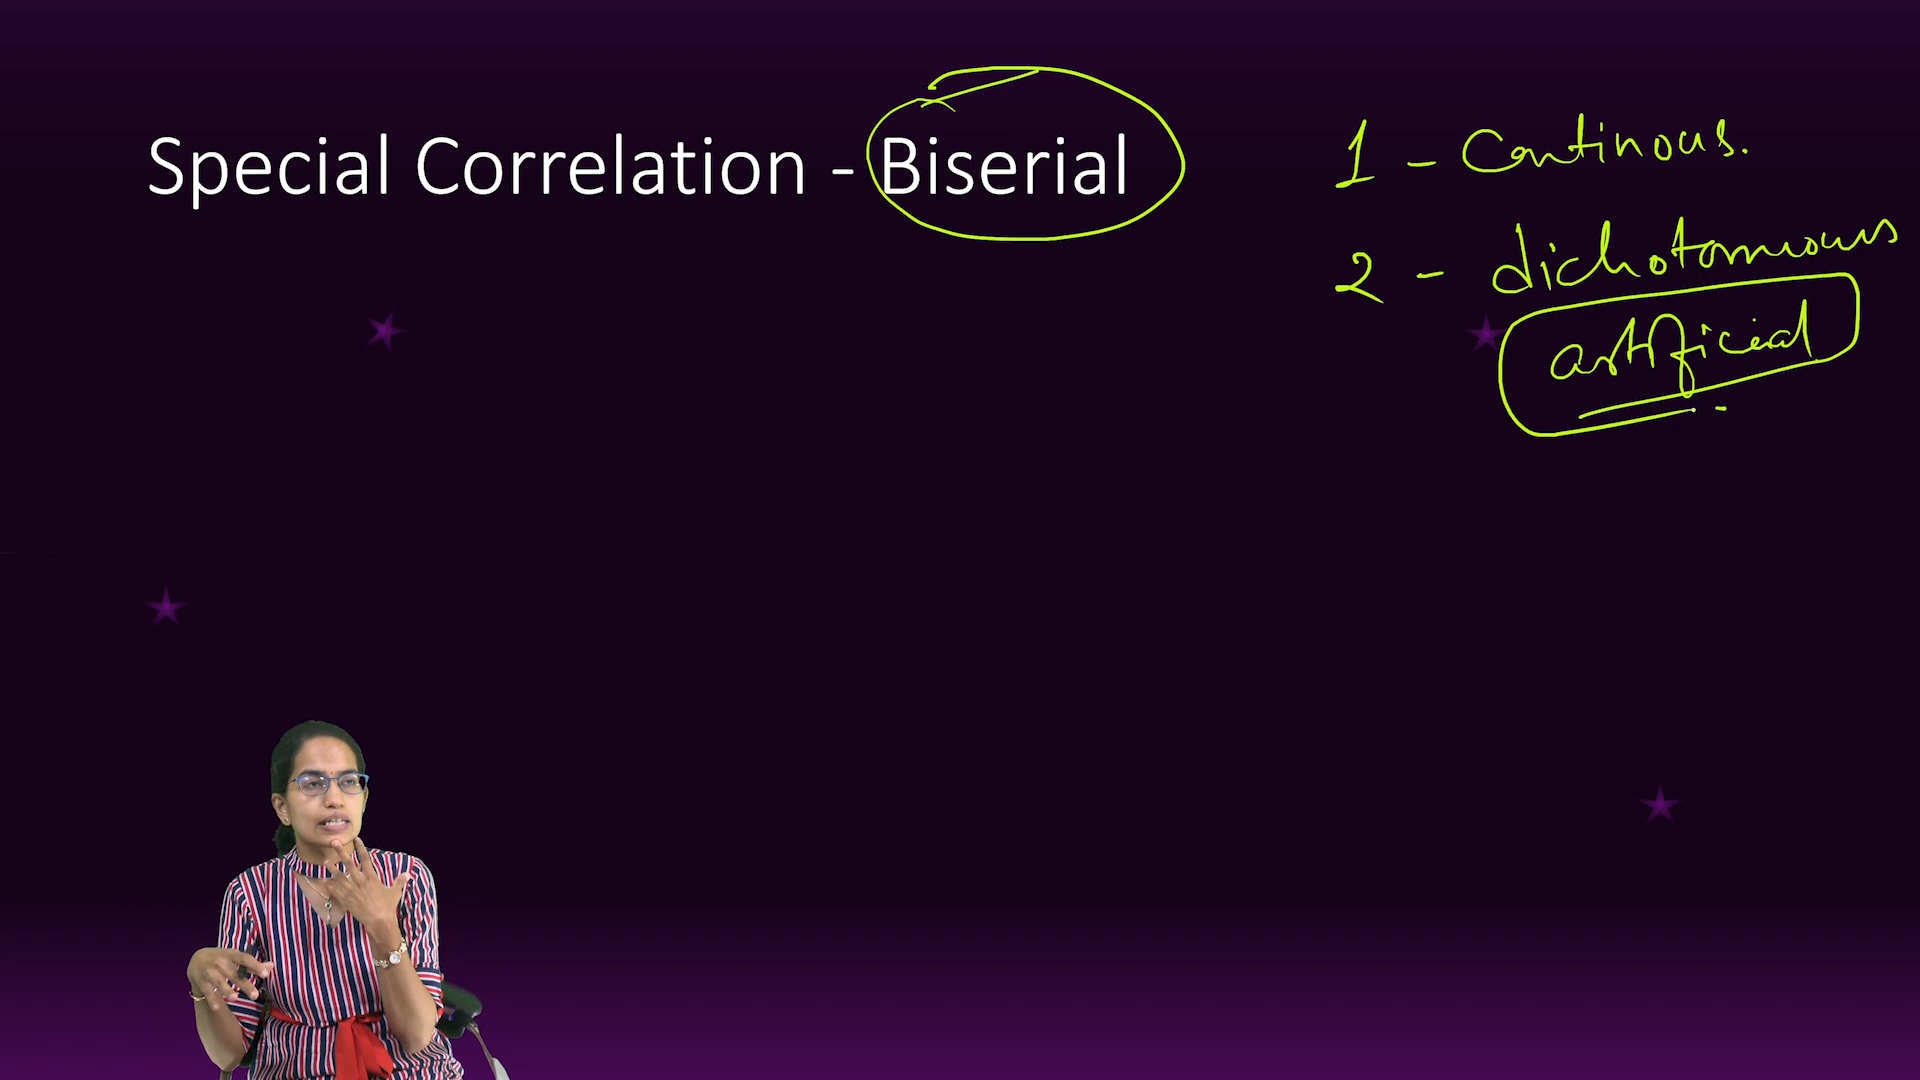 Special Correlation - Biserial
1 - Continous.
2 - dichotomous
artificial